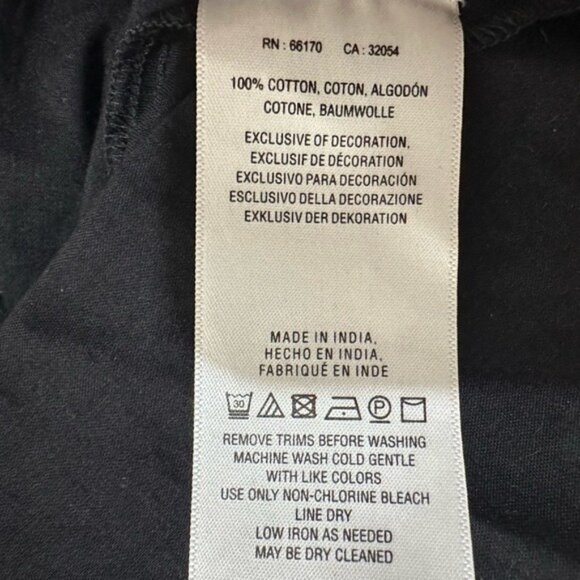 RN : 66170 CA : 32054
100% COTTON, COTON, ALGODÓN
COTONE, BAUMWOLLE
EXCLUSIVE OF DECORATION,
EXCLUSIF DE DÉCORATION
EXCLUSIVO PARA DECORACIÓN
ESCLUSIVO DELLA DECORAZIONE
EXKLUSIV DER DEKORATION
MADE IN INDIA,
HECHO EN INDIA,
FABRIQUÉ EN INDE
30 P
REMOVE TRIMS BEFORE WASHING
MACHINE WASH COLD GENTLE
WITH LIKE COLORS
USE ONLY NON-CHLORINE BLEACH
LINE DRY
LOW IRON AS NEEDED
MAY BE DRY CLEANED